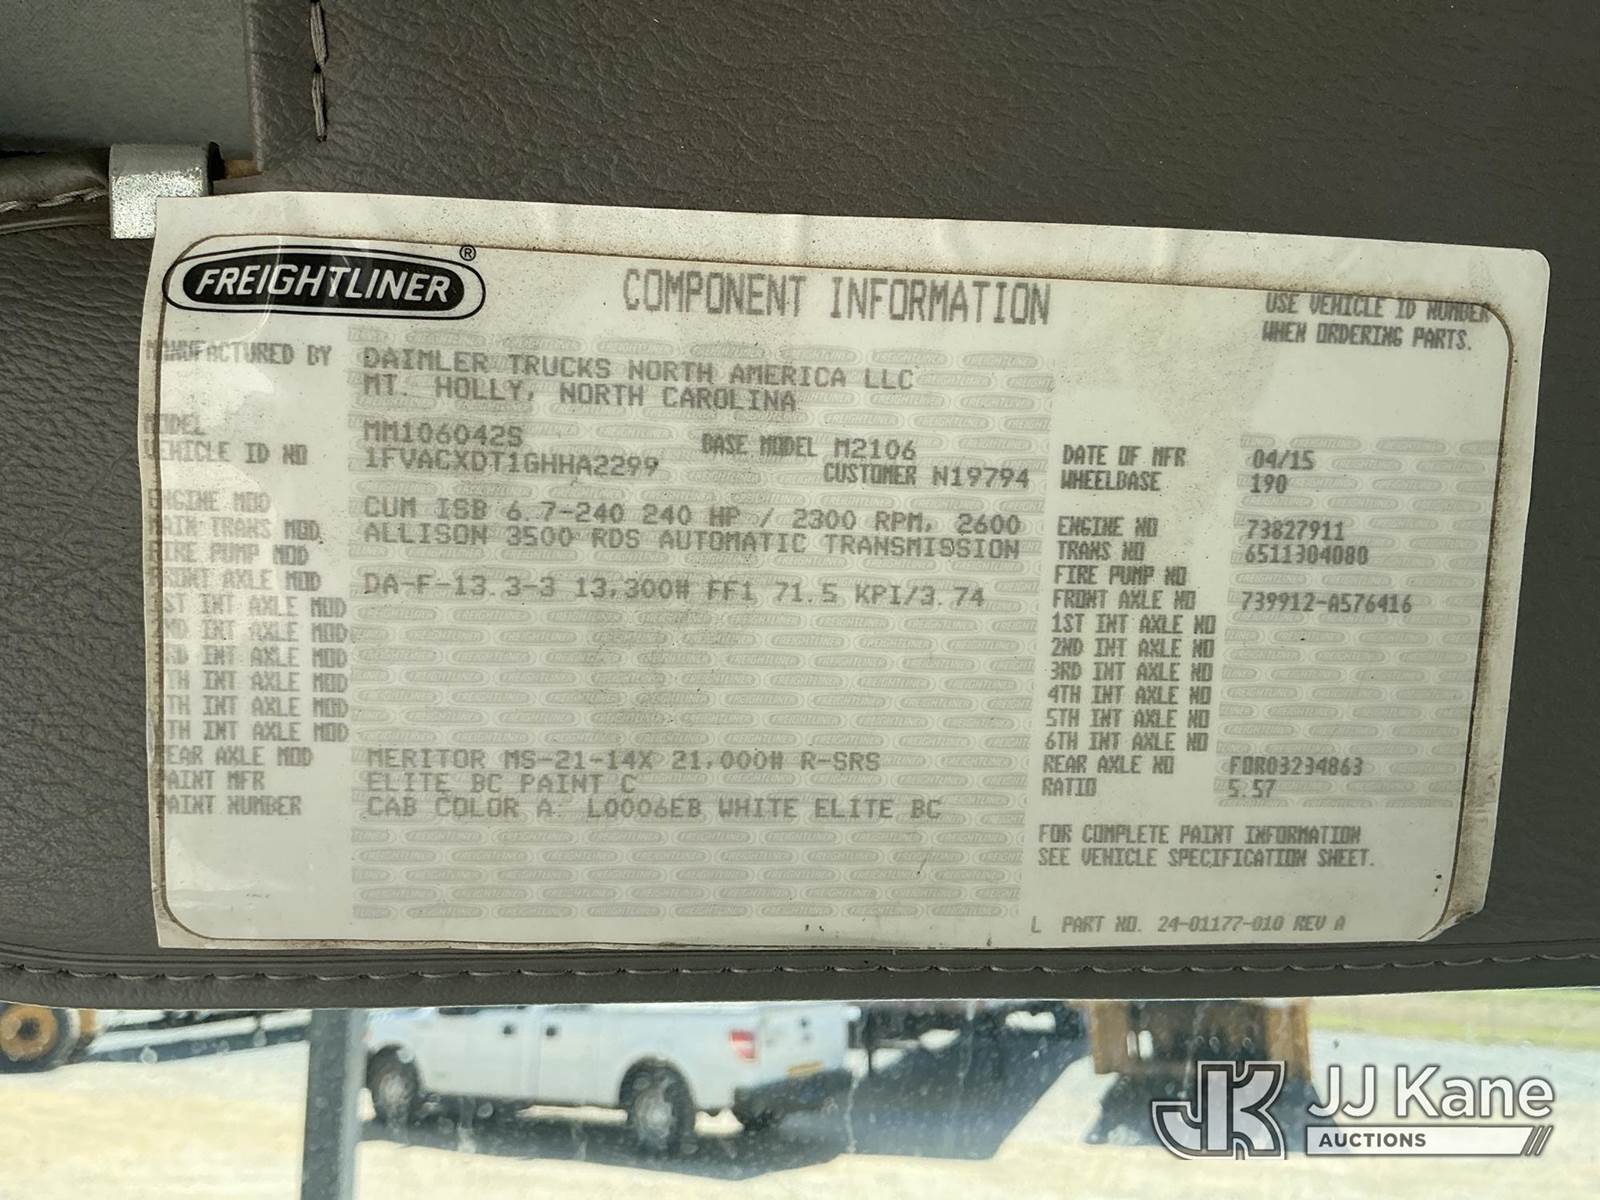 FREIGHTLINER®
COMPONENT INFORMATION
USE VEHICLE ID NUMBER
WHEN ORDERING PARTS.
MANUFACTURED BY DAIMLER TRUCKS NORTH AMERICA LLC
MT. HOLLY, NORTH CAROLINA
MODEL MM106042S BASE MODEL M2106 DATE OF MFR 04/15
VEHICLE ID NO 1FVACXDT1GHHA2299 CUSTOMER N19794 WHEELBASE 190
ENGINE MOD CUM ISB 6.7-240 240 HP / 2300 RPM, 2600 ENGINE NO 73827911
MAIN TRANS MOD. ALLISON 3500 RDS AUTOMATIC TRANSMISSION TRANS NO 6511304080
FIRE PUMP MOD FIRE PUMP NO
FRONT AXLE MOD DA-F-13.3-3 13,300# FF1 71.5 KPI/3.74 FRONT AXLE NO 739912-A576416
1ST INT AXLE MOD 1ST INT AXLE NO
2ND INT AXLE MOD 2ND INT AXLE NO
RD INT AXLE MOD 3RD INT AXLE NO
TH INT AXLE MOD 4TH INT AXLE NO
TH INT AXLE MOD 5TH INT AXLE NO
TH INT AXLE MOD 6TH INT AXLE NO
REAR AXLE MOD MERITOR MS-21-14X 21,000# R-SRS REAR AXLE NO FOR03234863
PAINT MFR ELITE BC PAINT C RATIO 5.57
PAINT NUMBER CAB COLOR A: L0006EB WHITE ELITE BC
FOR COMPLETE PAINT INFORMATION
SEE VEHICLE SPECIFICATION SHEET.
L PART NO. 24-01177-010 REV A
JK JJ Kane
AUCTIONS